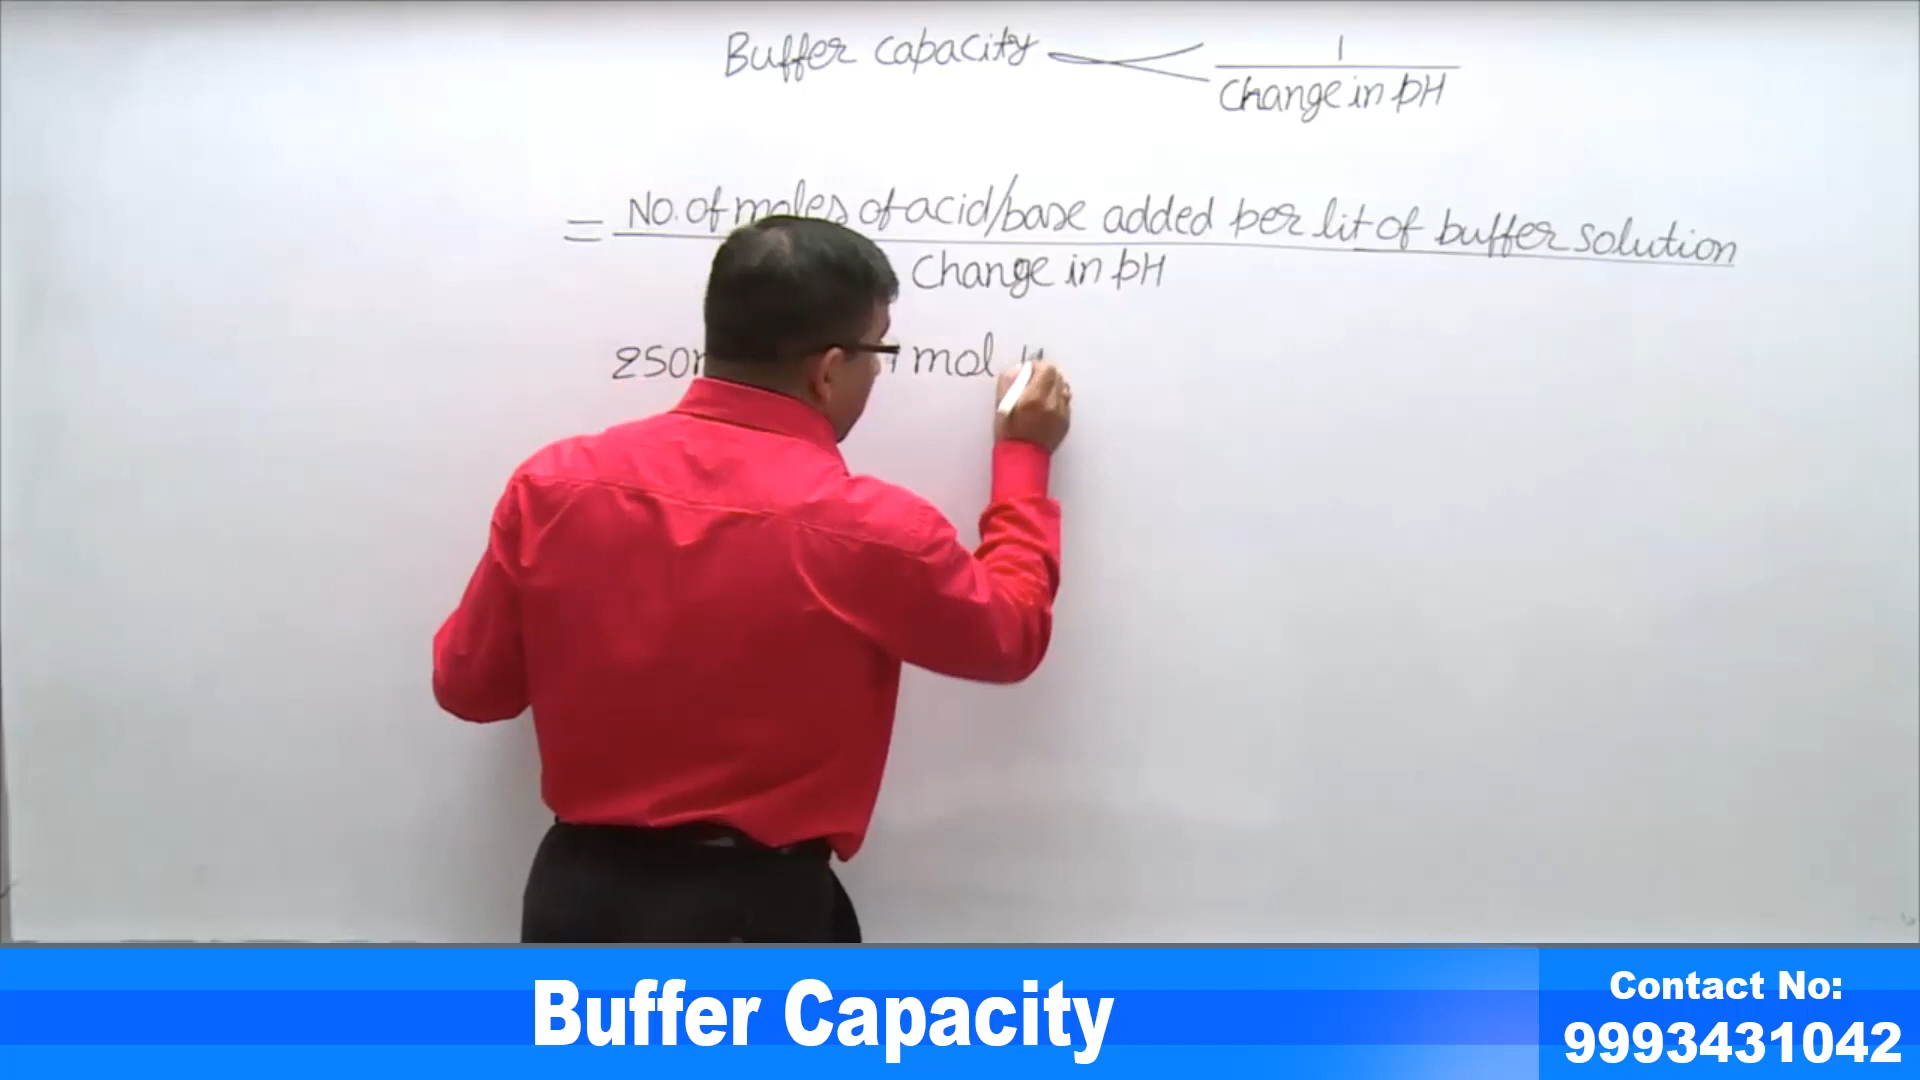 Buffer capacity ∝ 1
Change in pH
= No. of moles of acid/base added per lit of buffer solution
Change in pH
250 mol
Buffer Capacity
Contact No:
9993431042